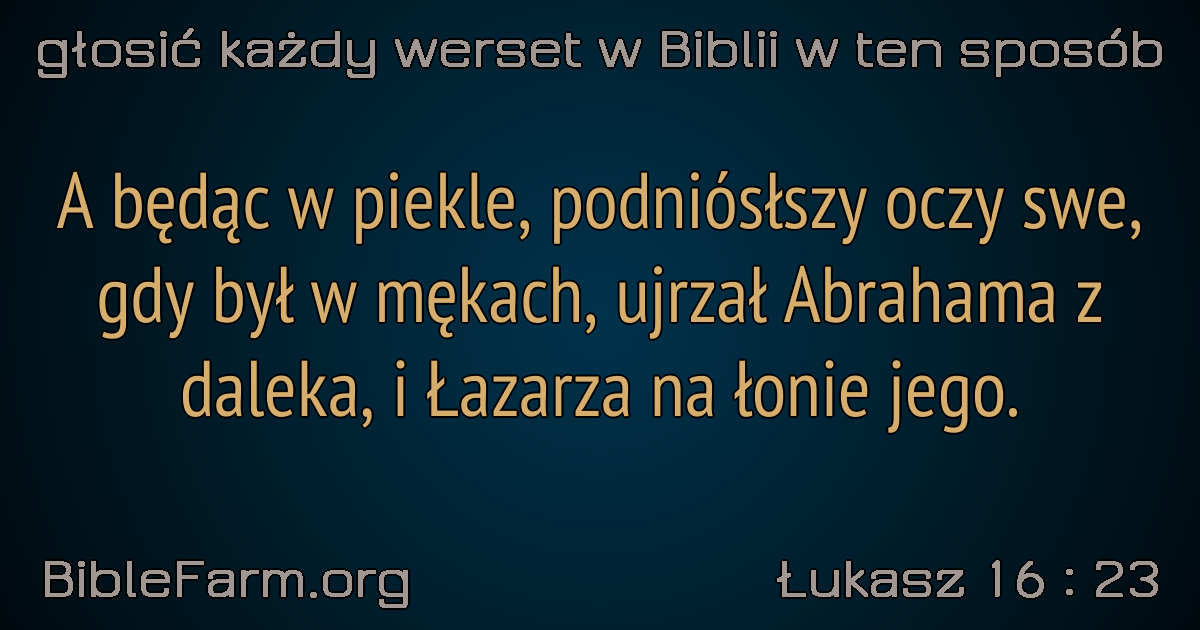 głosić każdy werset w Biblii w ten sposób
A będąc w piekle, podniósłszy oczy swe,
gdy był w mękach, ujrzał Abrahama z
daleka, i Łazarza na łonie jego.
BibleFarm.org
Łukasz 16 : 23